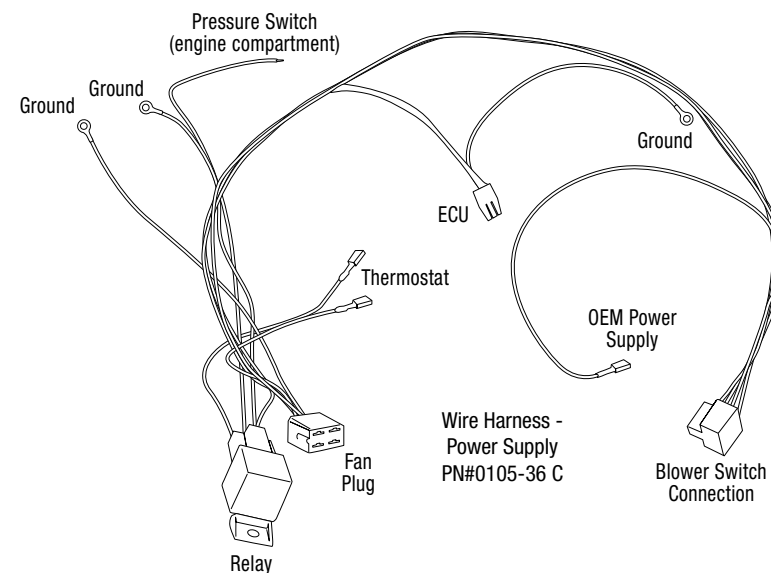 Pressure Switch
(engine compartment)
Ground
Ground
Ground
ECU
Thermostat
OEM Power
Supply
Wire Harness -
Power Supply
PN#0105-36 C
Fan
Plug
Blower Switch
Connection
Relay